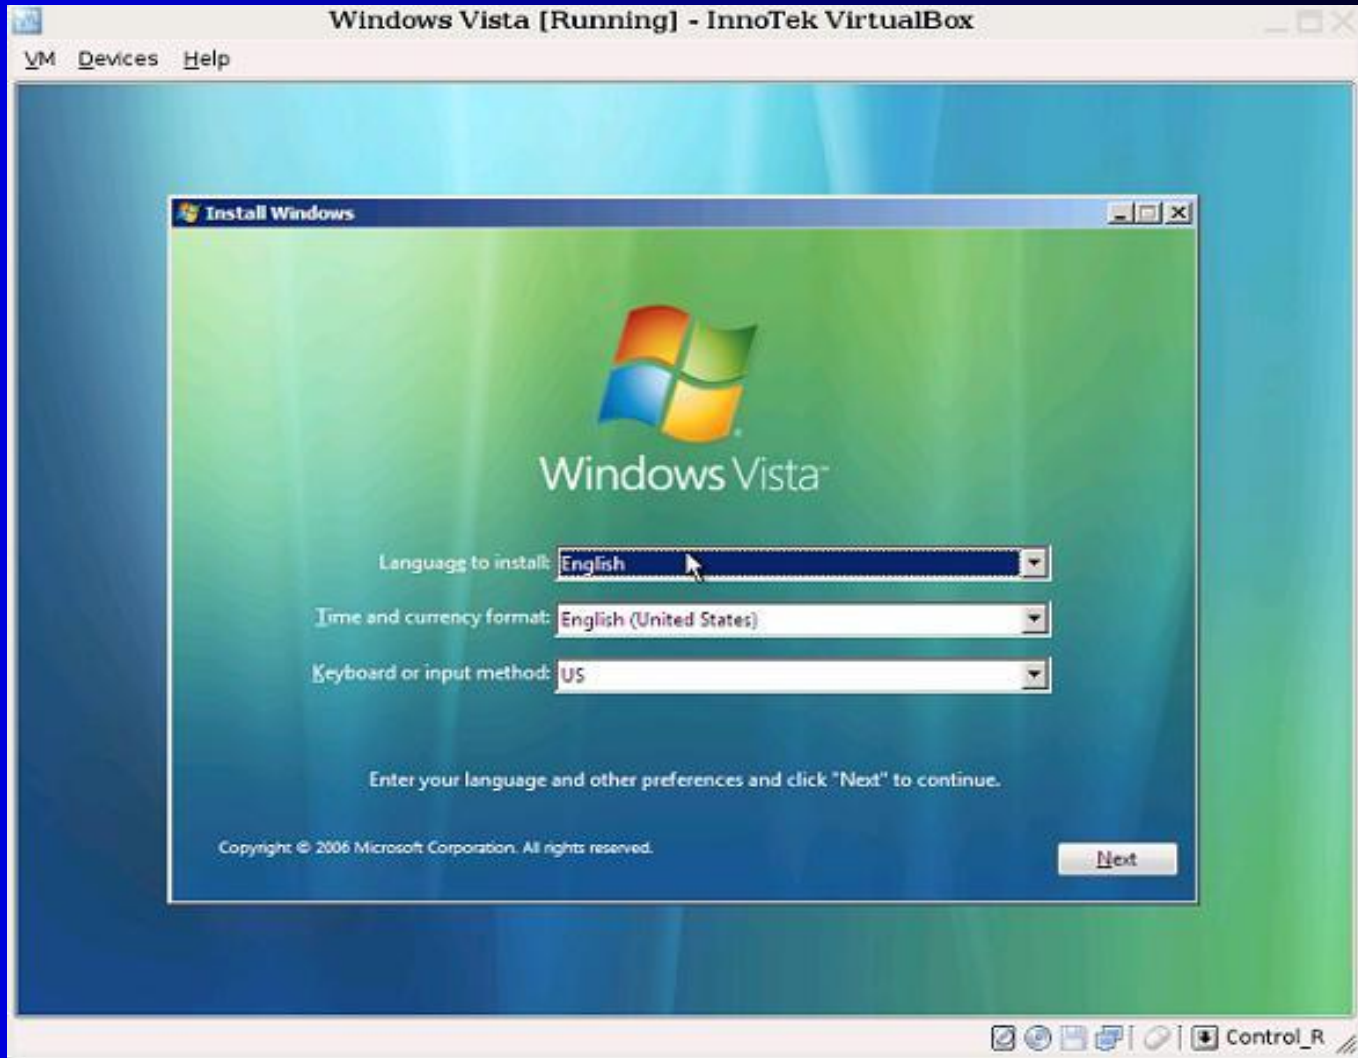 Windows Vista [Running] - InnoTek VirtualBox
VM Devices Help
Install Windows
Windows Vista™
Language to install: English
Time and currency format: English (United States)
Keyboard or input method: US
Enter your language and other preferences and click "Next" to continue.
Copyright © 2006 Microsoft Corporation. All rights reserved.
Next
Control_R